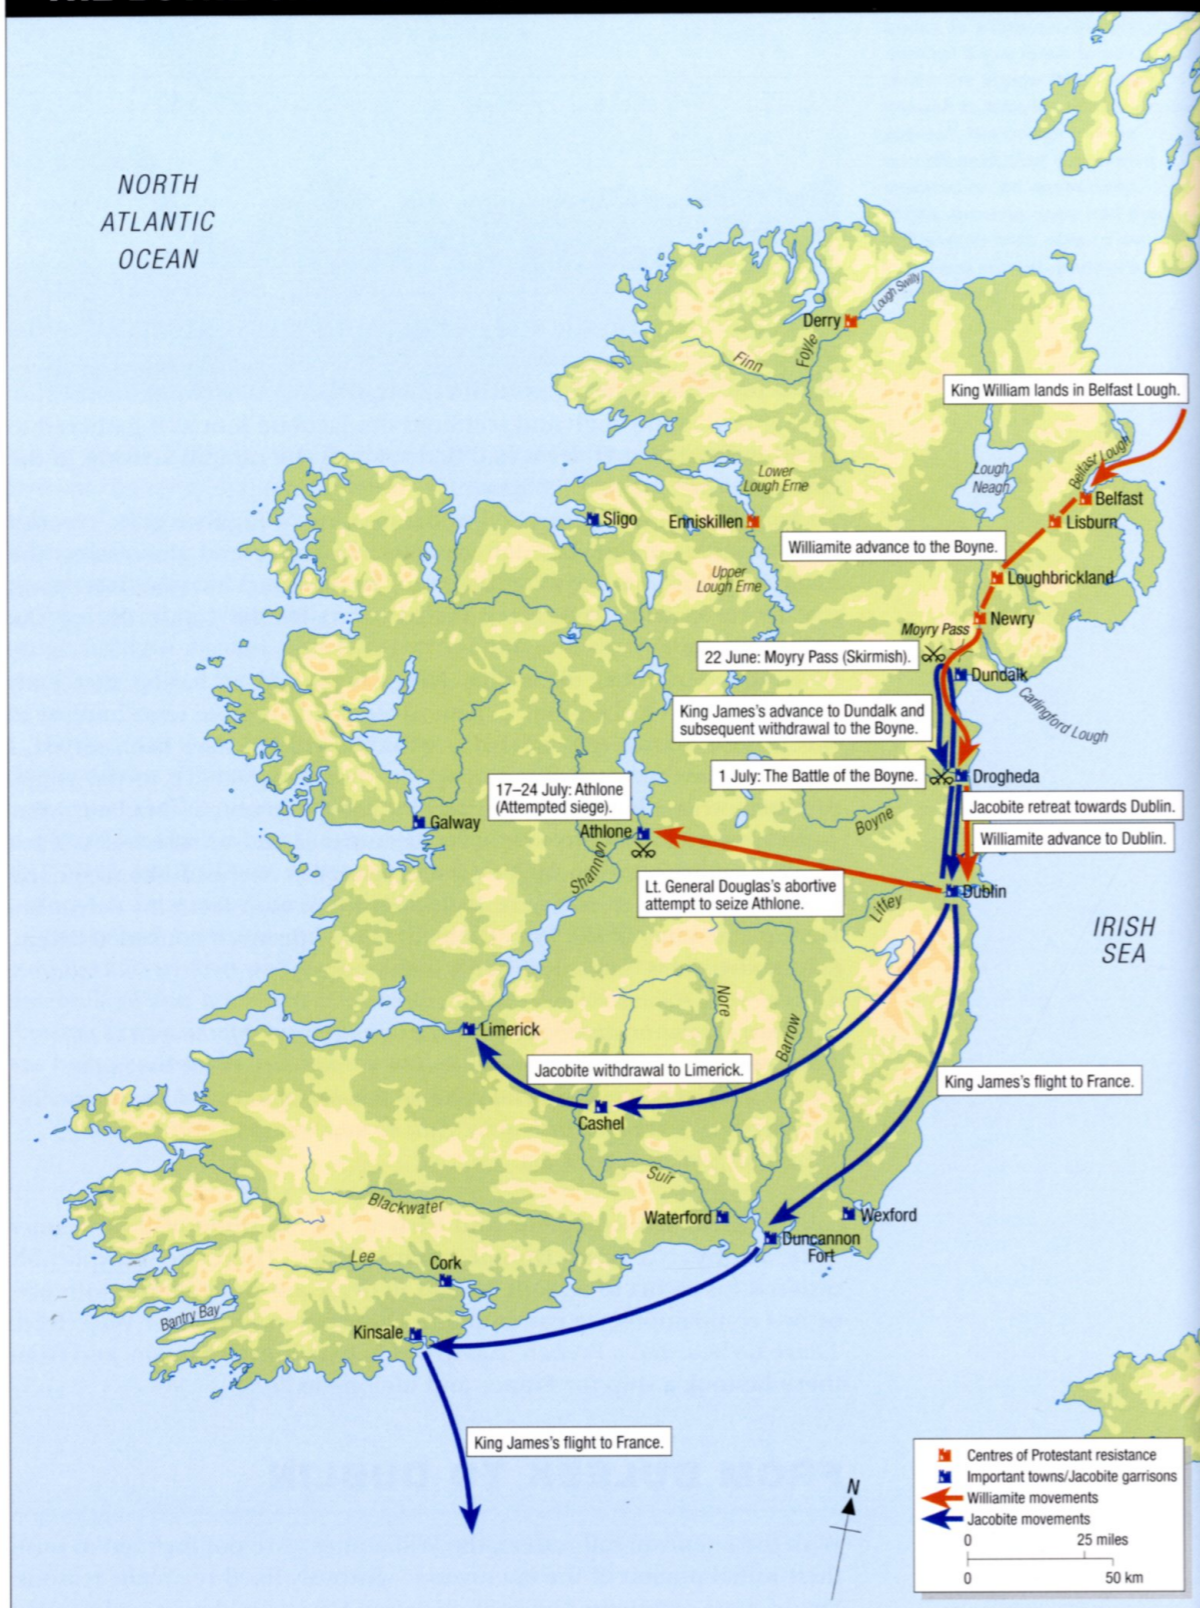 NORTH
ATLANTIC
OCEAN
Lough Swilly
Derry
Foyle
Finn
King William lands in Belfast Lough.
Belfast Lough
Lower
Lough Erne
Lough
Neagh
Belfast
Sligo
Enniskillen
Lisburn
Williamite advance to the Boyne.
Upper
Lough Erne
Loughbrickland
Newry
Moyry Pass
22 June: Moyry Pass (Skirmish).
Dundalk
Carlingford Lough
King James's advance to Dundalk and
subsequent withdrawal to the Boyne.
1 July: The Battle of the Boyne.
Drogheda
17–24 July: Athlone
(Attempted siege).
Jacobite retreat towards Dublin.
Galway
Athlone
Boyne
Williamite advance to Dublin.
Shannon
Lt. General Douglas's abortive
attempt to seize Athlone.
Dublin
Liffey
IRISH
SEA
Nore
Barrow
Limerick
Jacobite withdrawal to Limerick.
King James's flight to France.
Cashel
Suir
Blackwater
Waterford
Wexford
Duncannon
Fort
Lee
Cork
Bantry Bay
Kinsale
King James's flight to France.
N
Centres of Protestant resistance
Important towns/Jacobite garrisons
Williamite movements
Jacobite movements
0 25 miles
0 50 km